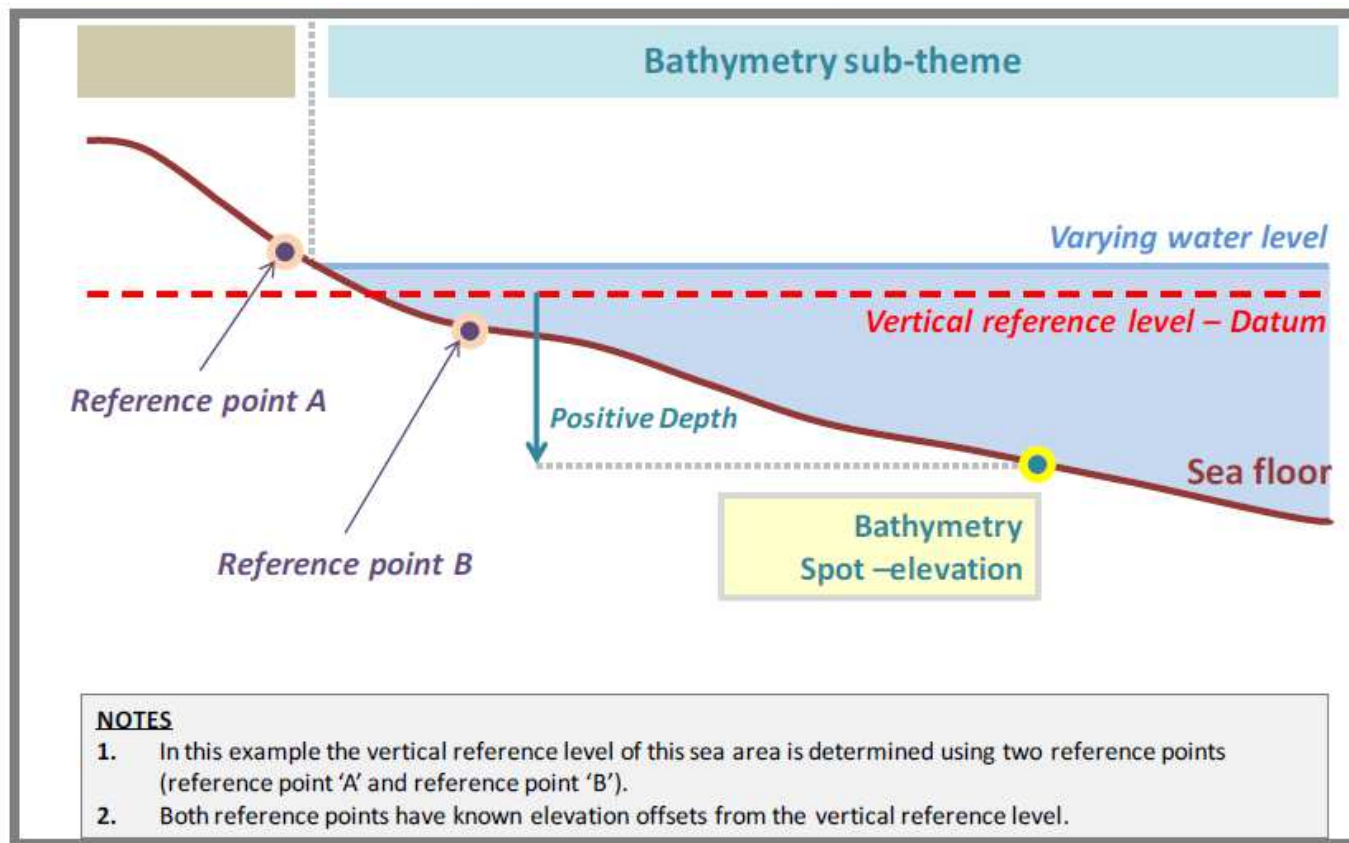 Bathymetry sub-theme
Varying water level
Vertical reference level – Datum
Reference point A
Positive Depth
Sea floor
Bathymetry
Spot –elevation
Reference point B
NOTES
1. In this example the vertical reference level of this sea area is determined using two reference points
(reference point ‘A’ and reference point ‘B’).
2. Both reference points have known elevation offsets from the vertical reference level.